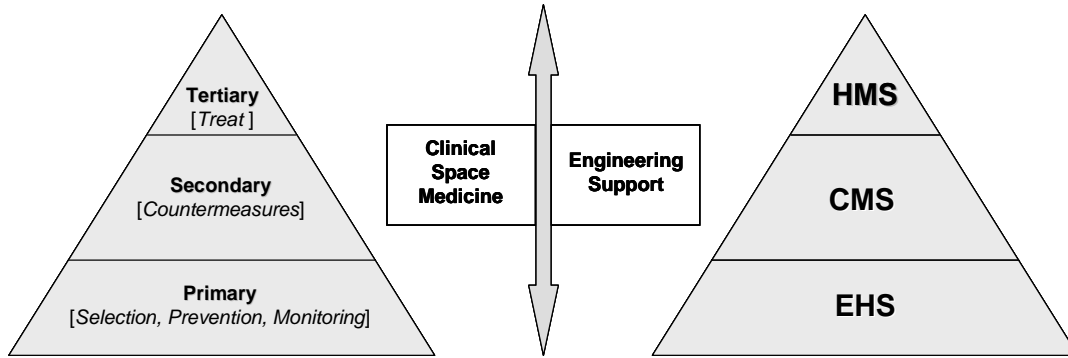 Tertiary
[Treat ]
Secondary
[Countermeasures]
Primary
[Selection, Prevention, Monitoring]
Clinical
Space
Medicine
Engineering
Support
HMS
CMS
EHS